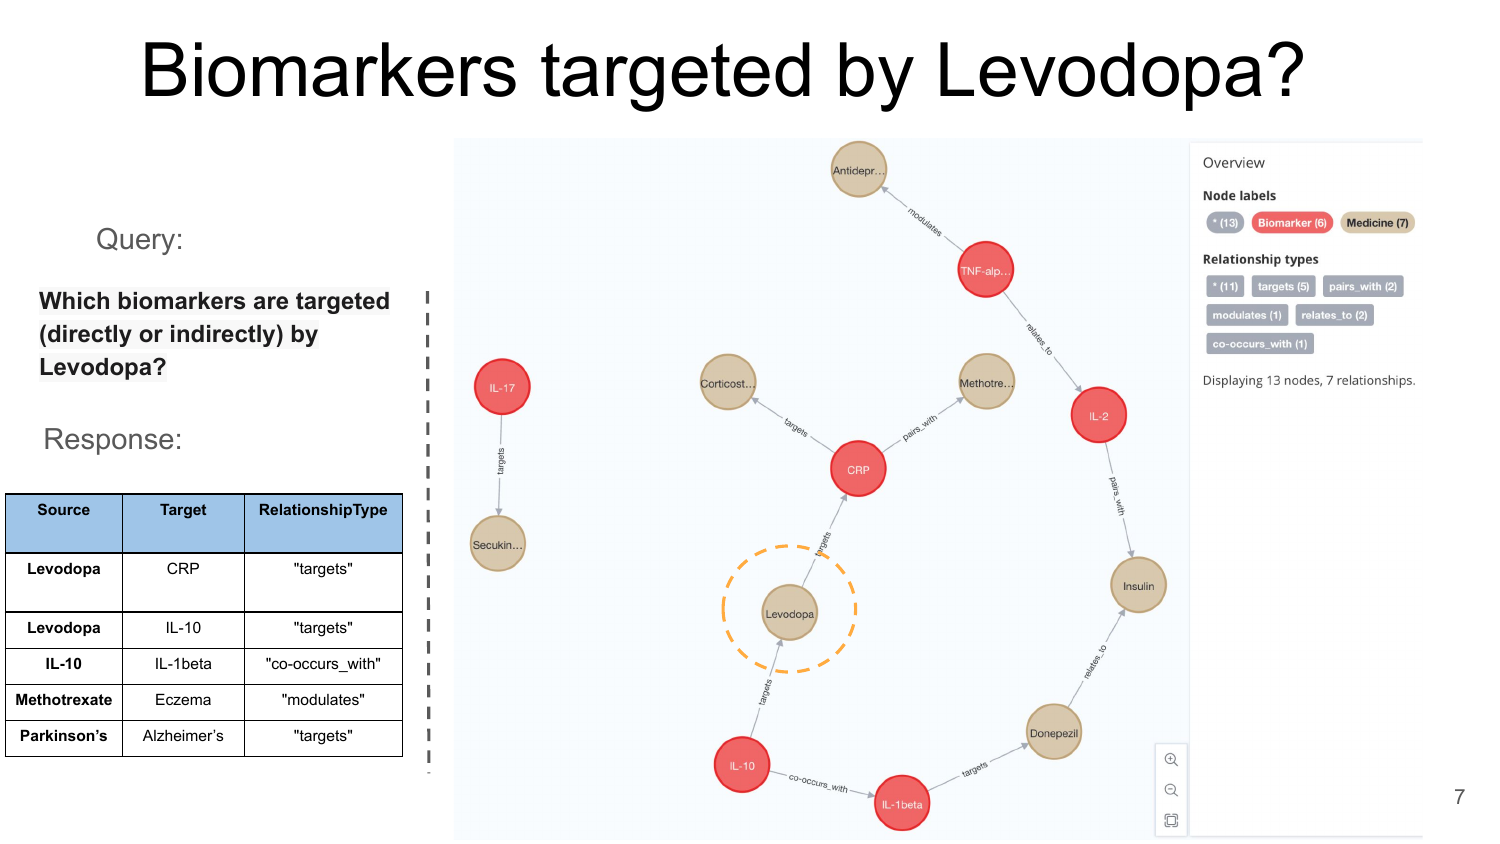 Biomarkers targeted by Levodopa?
Query:
Which biomarkers are targeted
(directly or indirectly) by
Levodopa?
Response:
Source Target RelationshipType
Levodopa CRP "targets"
Levodopa IL-10 "targets"
IL-10 IL-1beta "co-occurs_with"
Methotrexate Eczema "modulates"
Parkinson’s Alzheimer’s "targets"
Antidepr...
modulates
TNF-alp...
relates_to
IL-17
targets
Secukin...
Corticost...
targets
Methotre...
pairs_with
CRP
IL-2
pairs_with
targets
Levodopa
targets
Insulin
relates_to
Donepezil
IL-10
co-occurs_with
IL-1beta
targets
Overview
Node labels
* (13) Biomarker (6) Medicine (7)
Relationship types
* (11) targets (5) pairs_with (2)
modulates (1) relates_to (2)
co-occurs_with (1)
Displaying 13 nodes, 7 relationships.
7